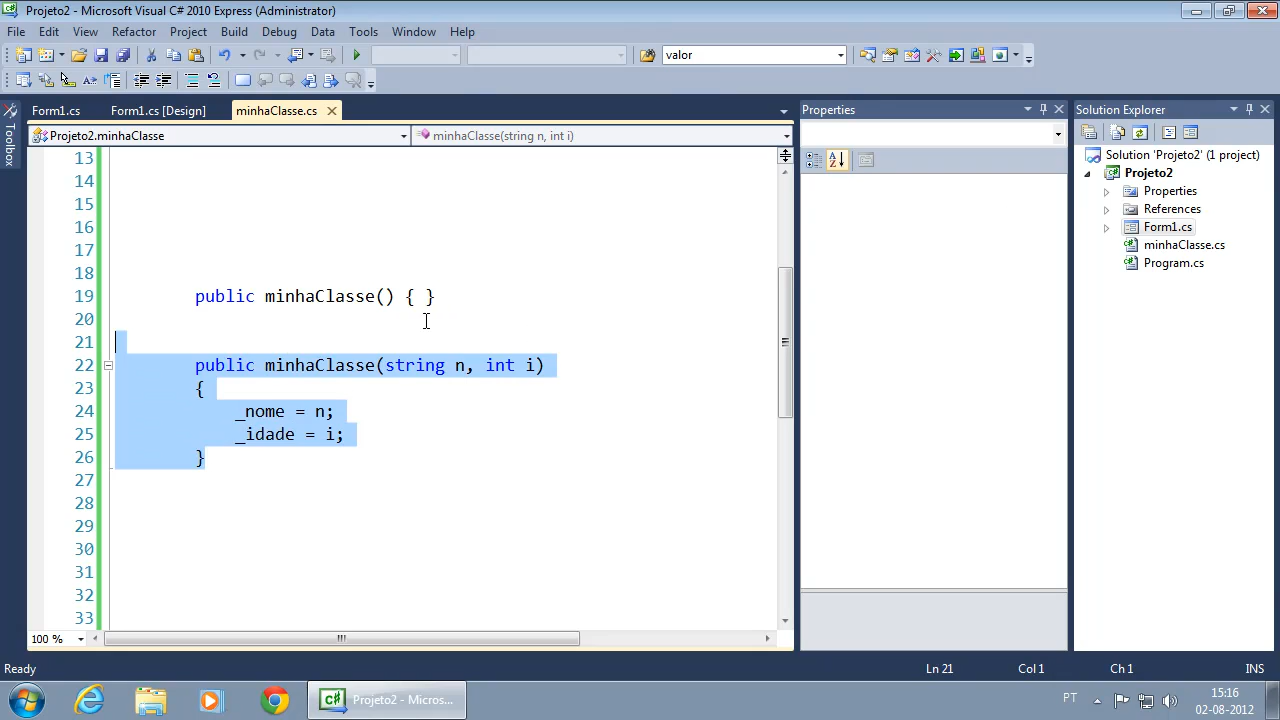 Projeto2 - Microsoft Visual C# 2010 Express (Administrator)
File Edit View Refactor Project Build Debug Data Tools Window Help
valor
Form1.cs Form1.cs [Design] minhaClasse.cs
Properties
Solution Explorer
Toolbox
Projeto2.minhaClasse
minhaClasse(string n, int i)
Solution 'Projeto2' (1 project)
Projeto2
Properties
References
Form1.cs
minhaClasse.cs
Program.cs
13
14
15
16
17
18
19 public minhaClasse() { }
20
21
22 public minhaClasse(string n, int i)
23 {
24 _nome = n;
25 _idade = i;
26 }
27
28
29
30
31
32
33
100 %
Ready Ln 21 Col 1 Ch 1 INS
Projeto2 - Micros...
PT
15:16
02-08-2012